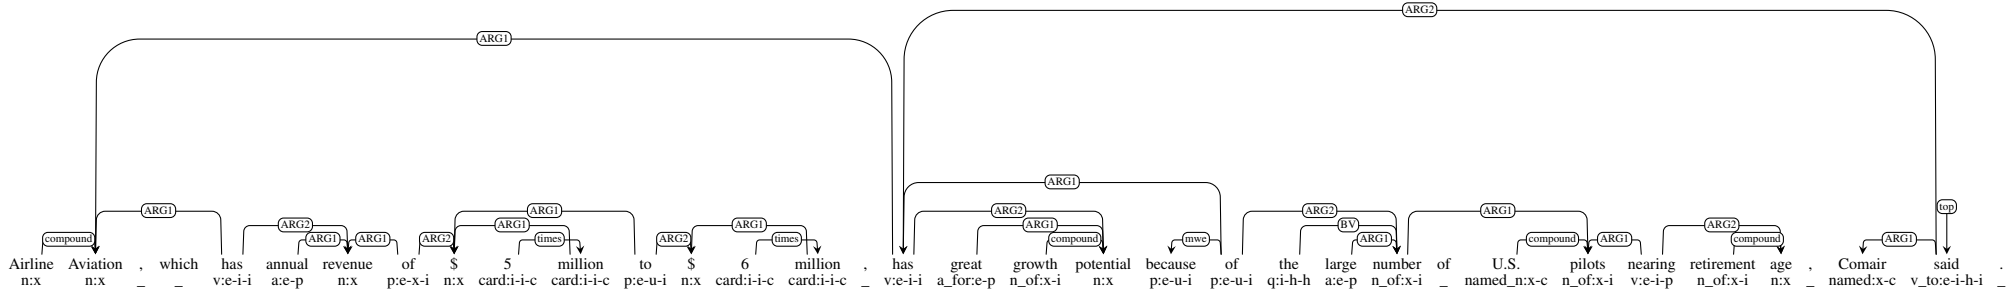 ARG2
ARG1
ARG1
top
ARG1 ARG2 ARG1 ARG1 ARG2 ARG2 ARG1 ARG2
ARG1 ARG1 BV
compound ARG1 ARG1 ARG2 times ARG2 times compound mwe ARG1 compound ARG1 compound ARG1
Airline Aviation , which has annual revenue of $ 5 million to $ 6 million , has great growth potential because of the large number of U.S. pilots nearing retirement age , Comair said .
n:x n:x _ _ v:e-i-i a:e-p n:x p:e-x-i n:x card:i-i-c card:i-i-c p:e-u-i n:x card:i-i-c card:i-i-c _ v:e-i-i a_for:e-p n_of:x-i n:x p:e-u-i p:e-u-i q:i-h-h a:e-p n_of:x-i _ named_n:x-c n_of:x-i v:e-i-p n_of:x-i n:x _ named:x-c v_to:e-i-h-i _